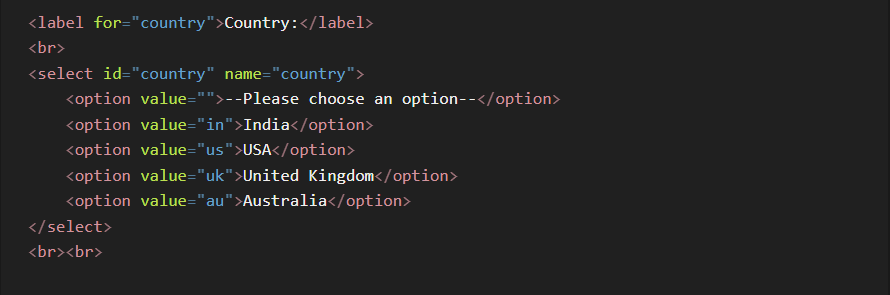 <label for="country">Country:</label>
<br>
<select id="country" name="country">
    <option value="">--Please choose an option--</option>
    <option value="in">India</option>
    <option value="us">USA</option>
    <option value="uk">United Kingdom</option>
    <option value="au">Australia</option>
</select>
<br><br>